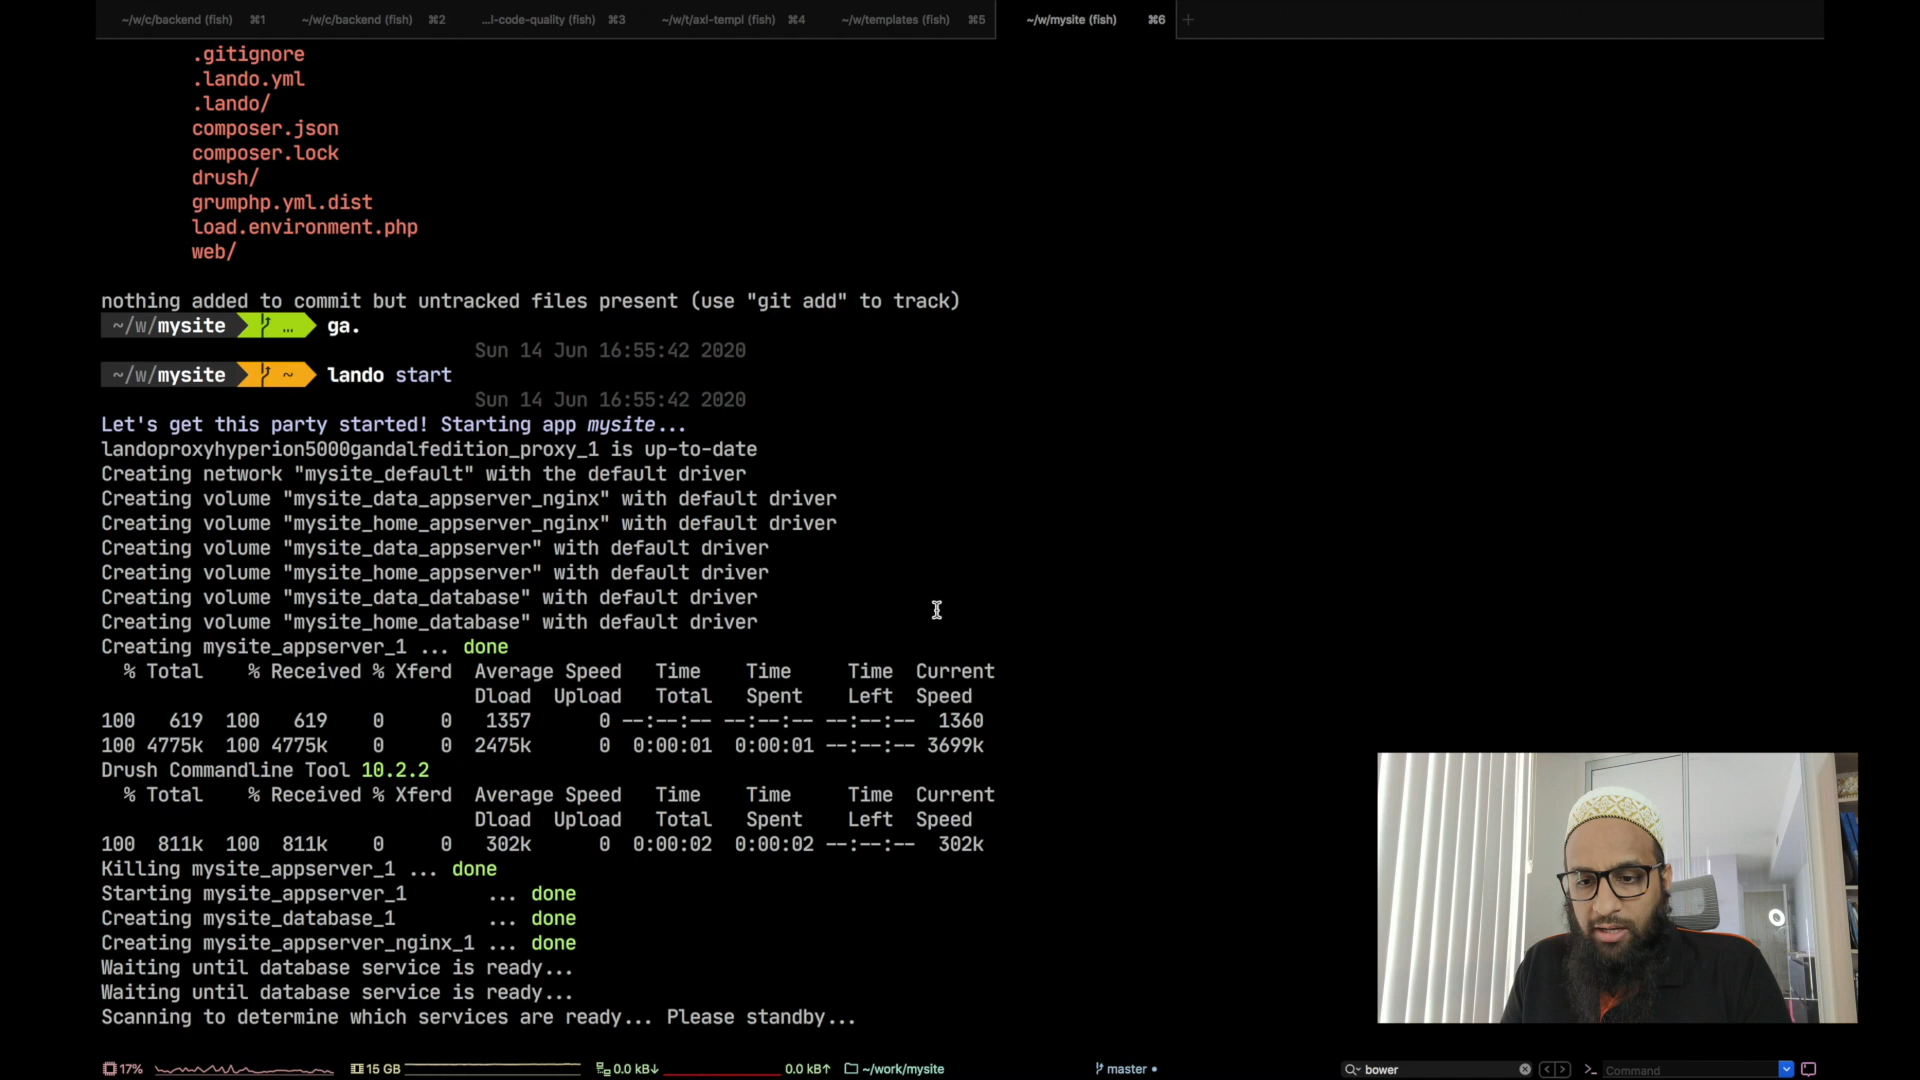 ~/w/c/backend (fish) ⌘1 ~/w/c/backend (fish) ⌘2 ...l-code-quality (fish) ⌘3 ~/w/t/axl-templ (fish) ⌘4 ~/w/templates (fish) ⌘5 ~/w/mysite (fish) ⌘6 +
.gitignore
.lando.yml
.lando/
composer.json
composer.lock
drush/
grumphp.yml.dist
load.environment.php
web/
nothing added to commit but untracked files present (use "git add" to track)
~/w/mysite … ga.
Sun 14 Jun 16:55:42 2020
~/w/mysite ~ lando start
Sun 14 Jun 16:55:42 2020
Let's get this party started! Starting app mysite...
landoproxyhyperion5000gandalfedition_proxy_1 is up-to-date
Creating network "mysite_default" with the default driver
Creating volume "mysite_data_appserver_nginx" with default driver
Creating volume "mysite_home_appserver_nginx" with default driver
Creating volume "mysite_data_appserver" with default driver
Creating volume "mysite_home_appserver" with default driver
Creating volume "mysite_data_database" with default driver
Creating volume "mysite_home_database" with default driver
Creating mysite_appserver_1 ... done
% Total % Received % Xferd Average Speed Time Time Time Current
Dload Upload Total Spent Left Speed
100 619 100 619 0 0 1357 0 --:--:-- --:--:-- --:--:-- 1360
100 4775k 100 4775k 0 0 2475k 0 0:00:01 0:00:01 --:--:-- 3699k
Drush Commandline Tool 10.2.2
% Total % Received % Xferd Average Speed Time Time Time Current
Dload Upload Total Spent Left Speed
100 811k 100 811k 0 0 302k 0 0:00:02 0:00:02 --:--:-- 302k
Killing mysite_appserver_1 ... done
Starting mysite_appserver_1 ... done
Creating mysite_database_1 ... done
Creating mysite_appserver_nginx_1 ... done
Waiting until database service is ready...
Waiting until database service is ready...
Scanning to determine which services are ready... Please standby...
17% 15 GB 0.0 kB↓ 0.0 kB↑ ~/work/mysite master • bower Command